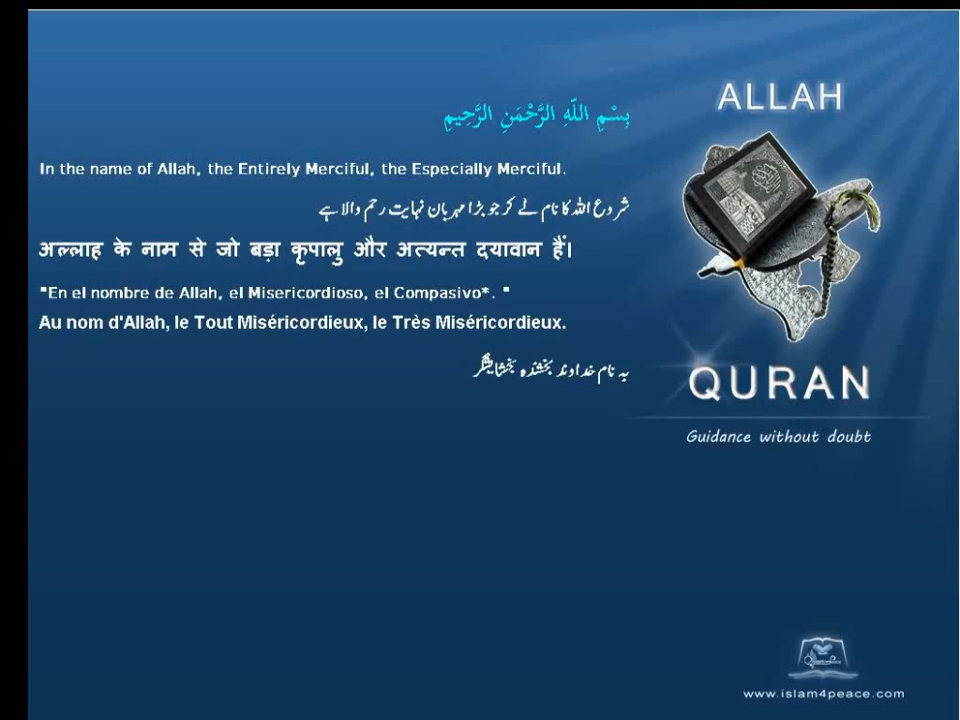 بِسْمِ اللَّهِ الرَّحْمَنِ الرَّحِيمِ
In the name of Allah, the Entirely Merciful, the Especially Merciful.
شروع اللہ کا نام لے کر جو بڑا مہربان نہایت رحم والا ہے
अल्लाह के नाम से जो बड़ा कृपालु और अत्यन्त दयावान हैं।
"En el nombre de Allah, el Misericordioso, el Compasivo*. "
Au nom d'Allah, le Tout Miséricordieux, le Très Miséricordieux.
به نام خداوند بخشنده بخشایشگر
ALLAH
QURAN
Guidance without doubt
www.islam4peace.com